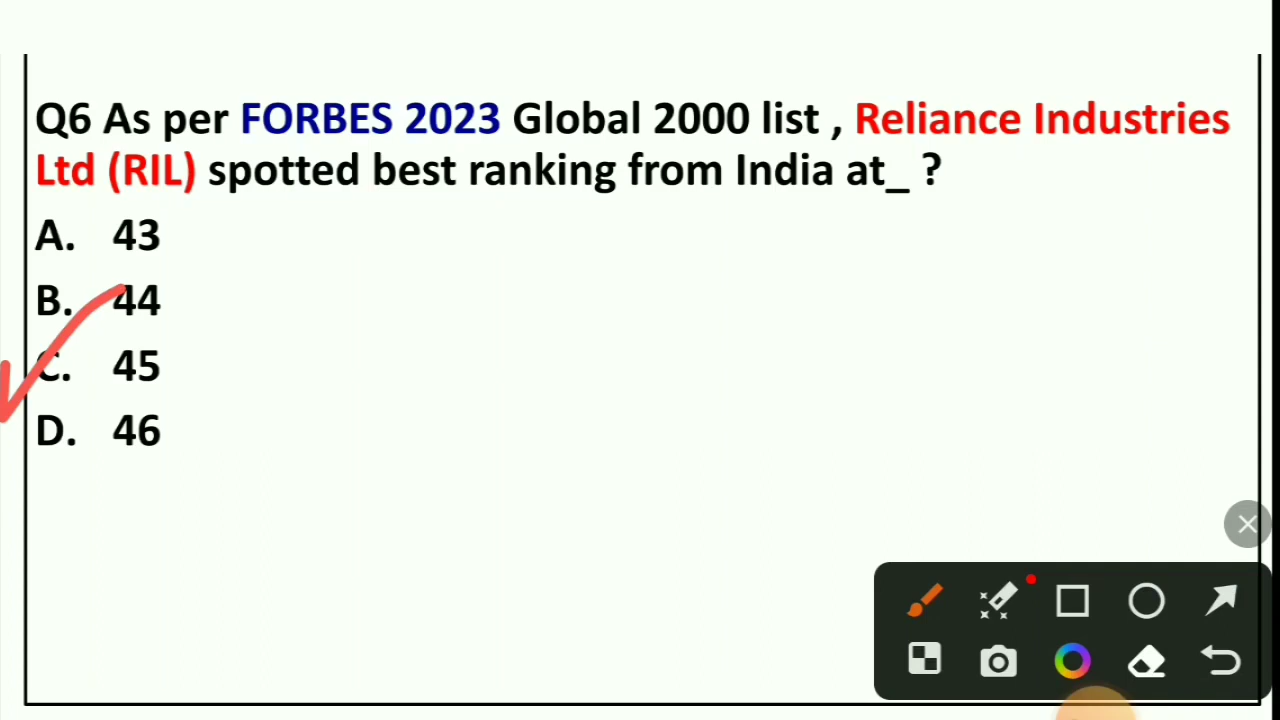 Q6 As per FORBES 2023 Global 2000 list , Reliance Industries
Ltd (RIL) spotted best ranking from India at_ ?
A. 43
B. 44
C. 45
D. 46